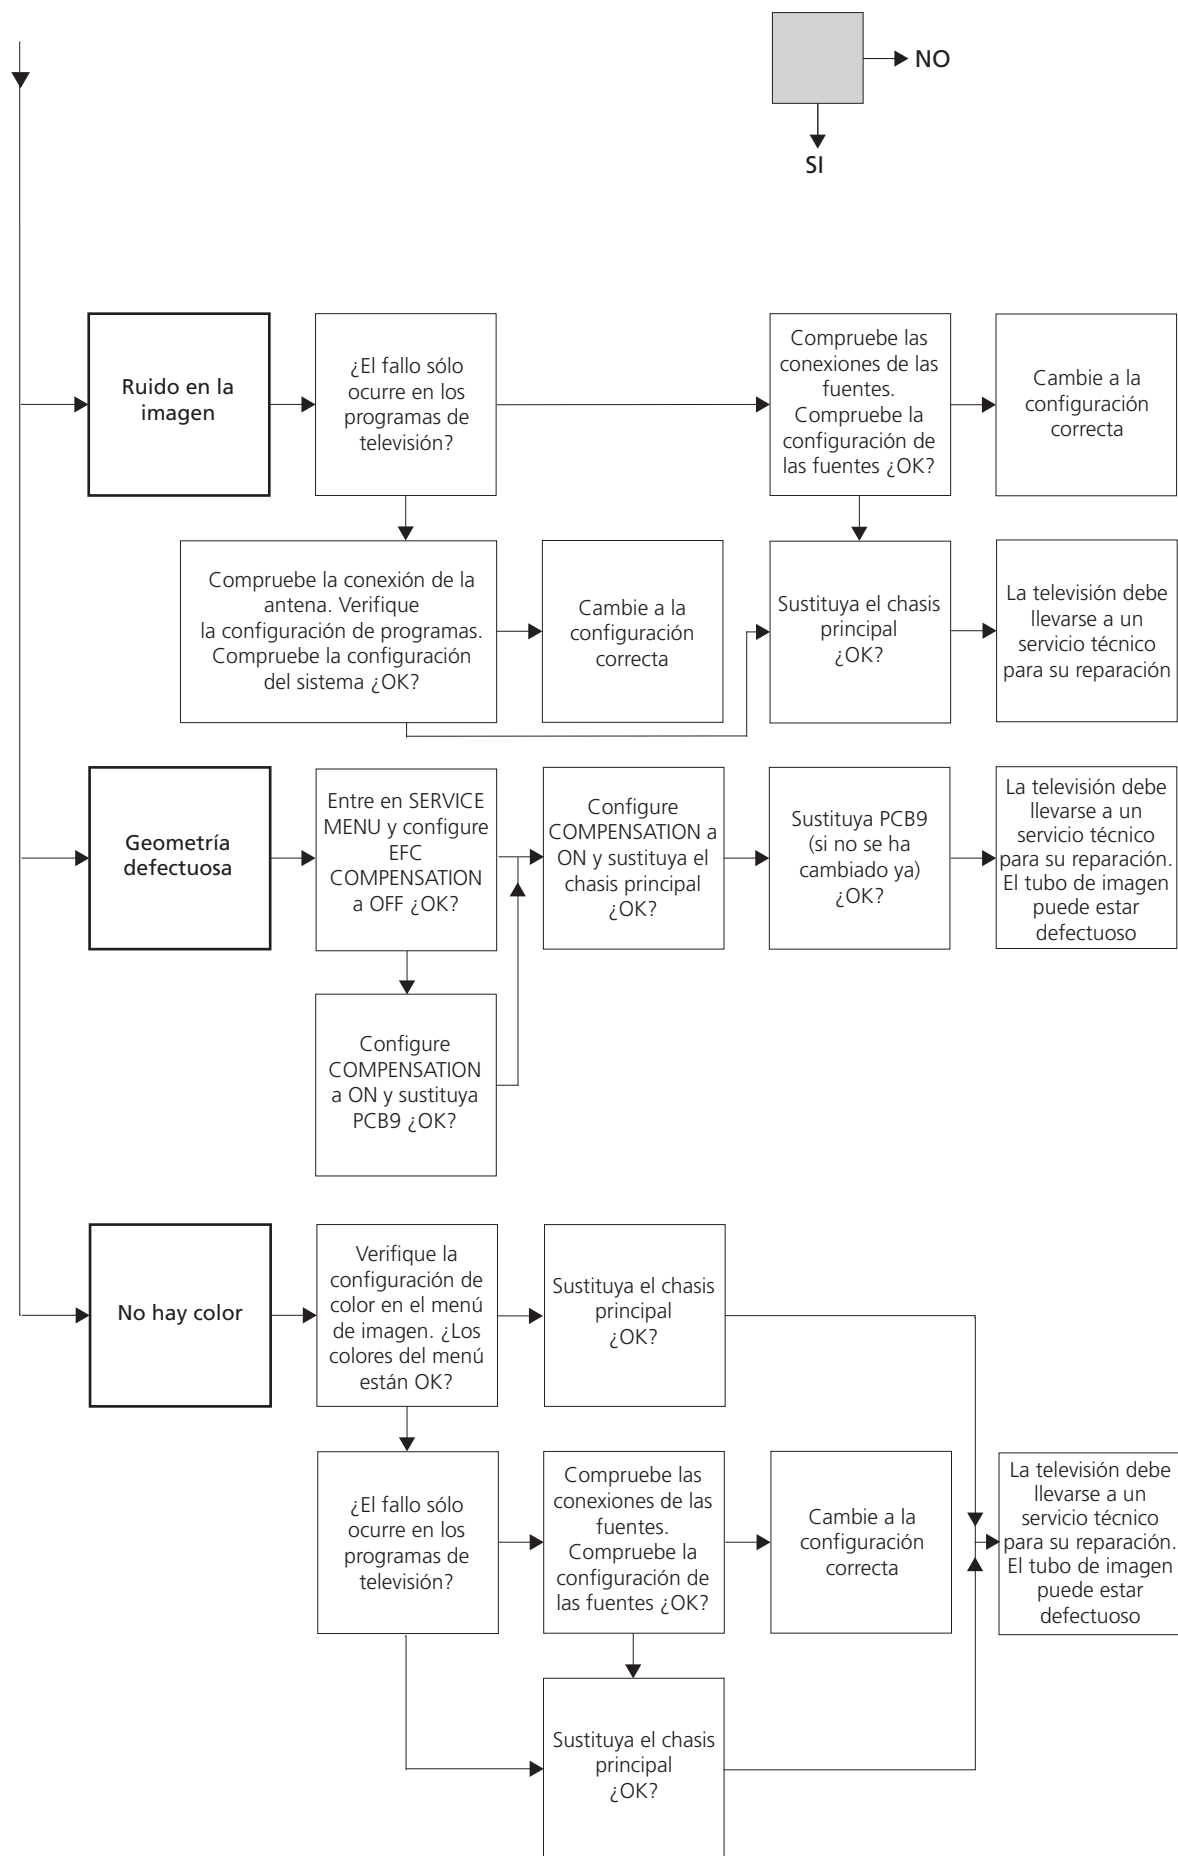 NO
SI
Ruido en la
imagen
¿El fallo sólo
ocurre en los
programas de
televisión?
Compruebe las
conexiones de las
fuentes.
Compruebe la
configuración de
las fuentes ¿OK?
Cambie a la
configuración
correcta
Compruebe la conexión de la
antena. Verifique
la configuración de programas.
Compruebe la configuración
del sistema ¿OK?
Cambie a la
configuración
correcta
Sustituya el chasis
principal
¿OK?
La televisión debe
llevarse a un
servicio técnico
para su reparación
Geometría
defectuosa
Entre en SERVICE
MENU y configure
EFC
COMPENSATION
a OFF ¿OK?
Configure
COMPENSATION a
ON y sustituya el
chasis principal
¿OK?
Sustituya PCB9
(si no se ha
cambiado ya)
¿OK?
La televisión debe
llevarse a un
servicio técnico
para su reparación.
El tubo de imagen
puede estar
defectuoso
Configure
COMPENSATION
a ON y sustituya
PCB9 ¿OK?
No hay color
Verifique la
configuración de
color en el menú
de imagen. ¿Los
colores del menú
están OK?
Sustituya el chasis
principal
¿OK?
¿El fallo sólo
ocurre en los
programas de
televisión?
Compruebe las
conexiones de las
fuentes.
Compruebe la
configuración de
las fuentes ¿OK?
Cambie a la
configuración
correcta
La televisión debe
llevarse a un
servicio técnico
para su reparación.
El tubo de imagen
puede estar
defectuoso
Sustituya el chasis
principal
¿OK?